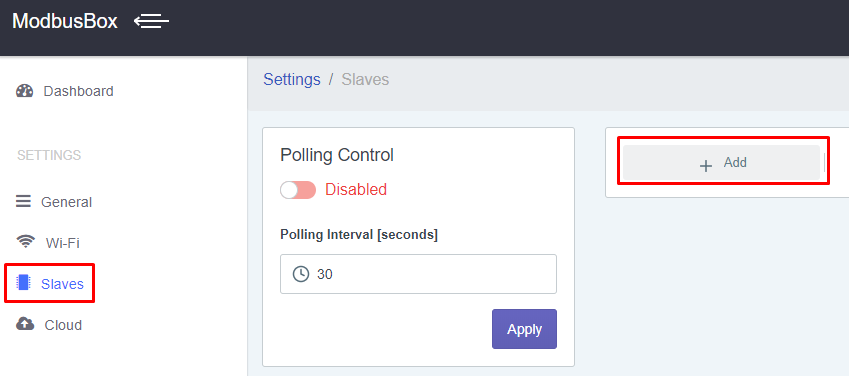 ModbusBox
Dashboard
SETTINGS
General
Wi-Fi
Slaves
Cloud
Settings / Slaves
Polling Control
Disabled
Polling Interval [seconds]
30
Apply
+ Add